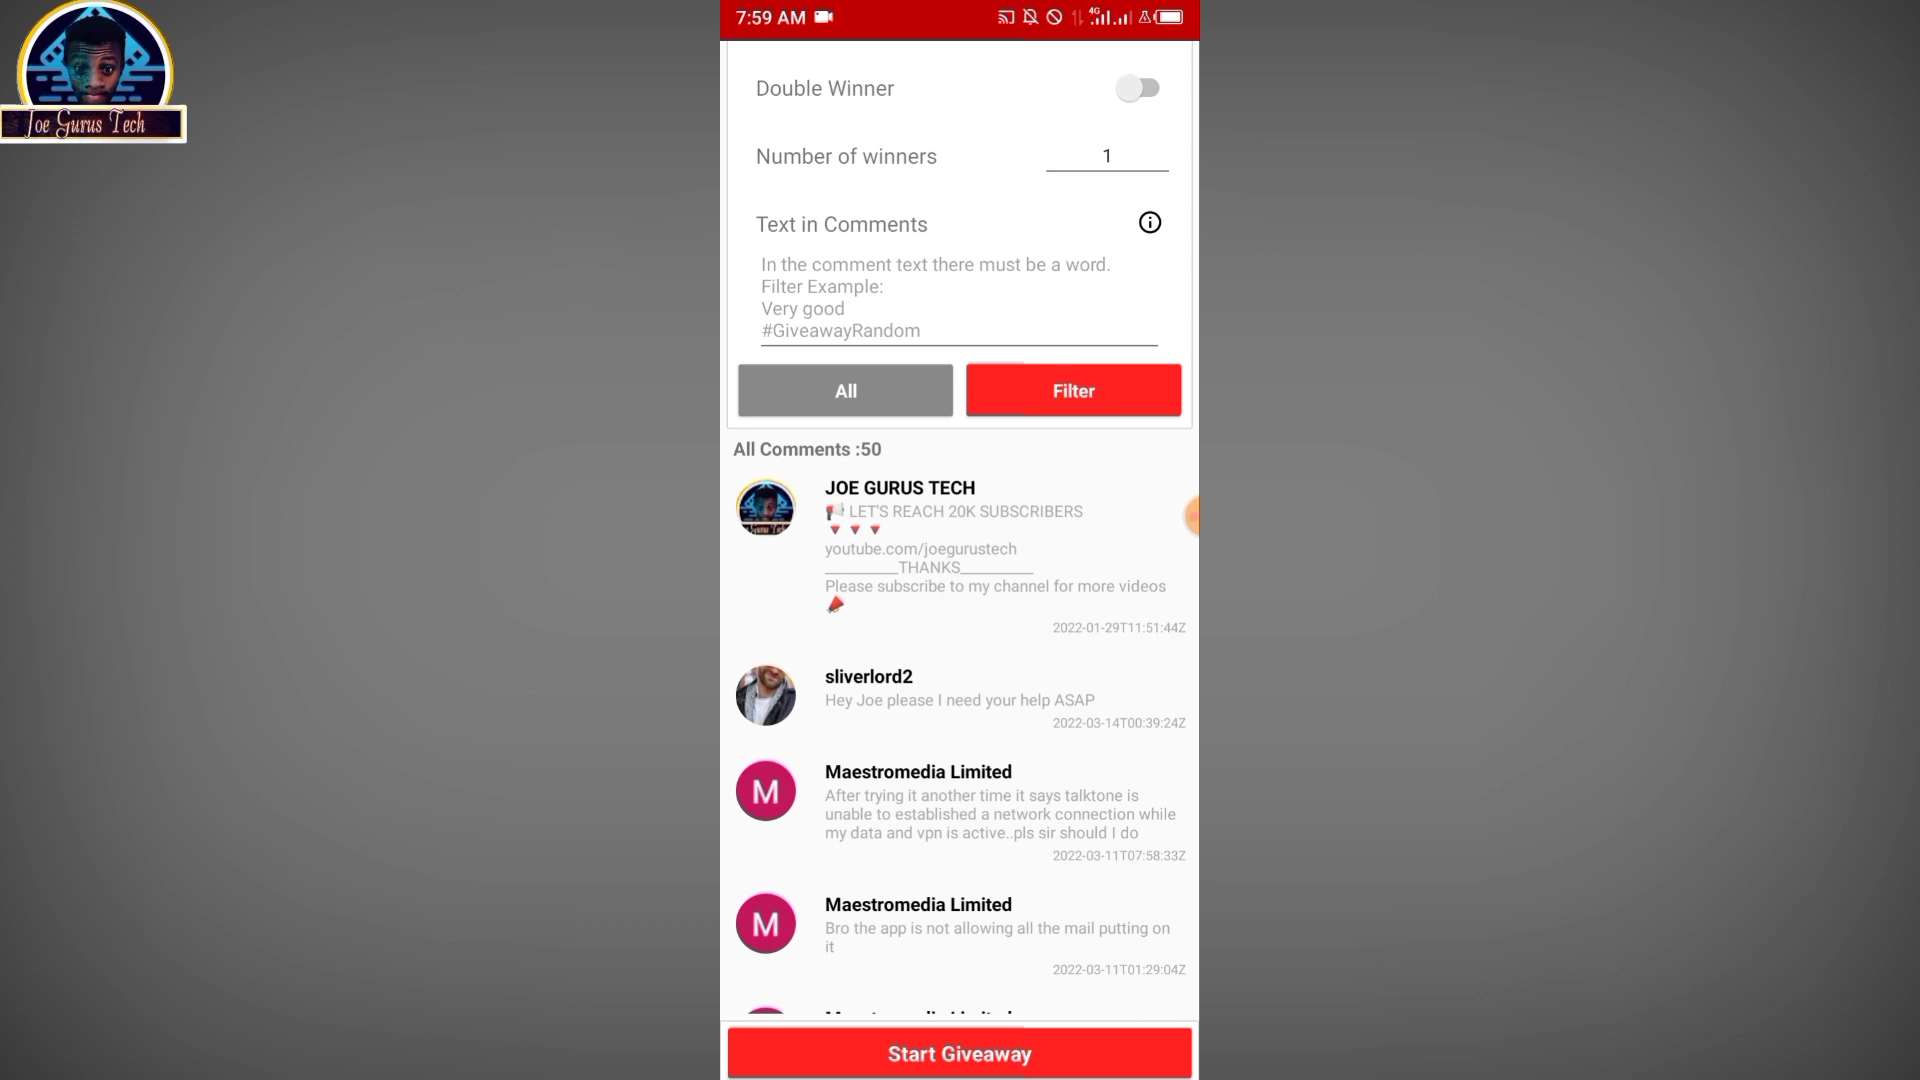 Joe Gurus Tech
7:59 AM
4G
Double Winner
Number of winners
1
Text in Comments
In the comment text there must be a word.
Filter Example:
Very good
#GiveawayRandom
All
Filter
All Comments :50
JOE GURUS TECH
LET'S REACH 20K SUBSCRIBERS
youtube.com/joegurustech
_________THANKS_________
Please subscribe to my channel for more videos
2022-01-29T11:51:44Z
sliverlord2
Hey Joe please I need your help ASAP
2022-03-14T00:39:24Z
M
Maestromedia Limited
After trying it another time it says talktone is
unable to established a network connection while
my data and vpn is active..pls sir should I do
2022-03-11T07:58:33Z
M
Maestromedia Limited
Bro the app is not allowing all the mail putting on
it
2022-03-11T01:29:04Z
Start Giveaway